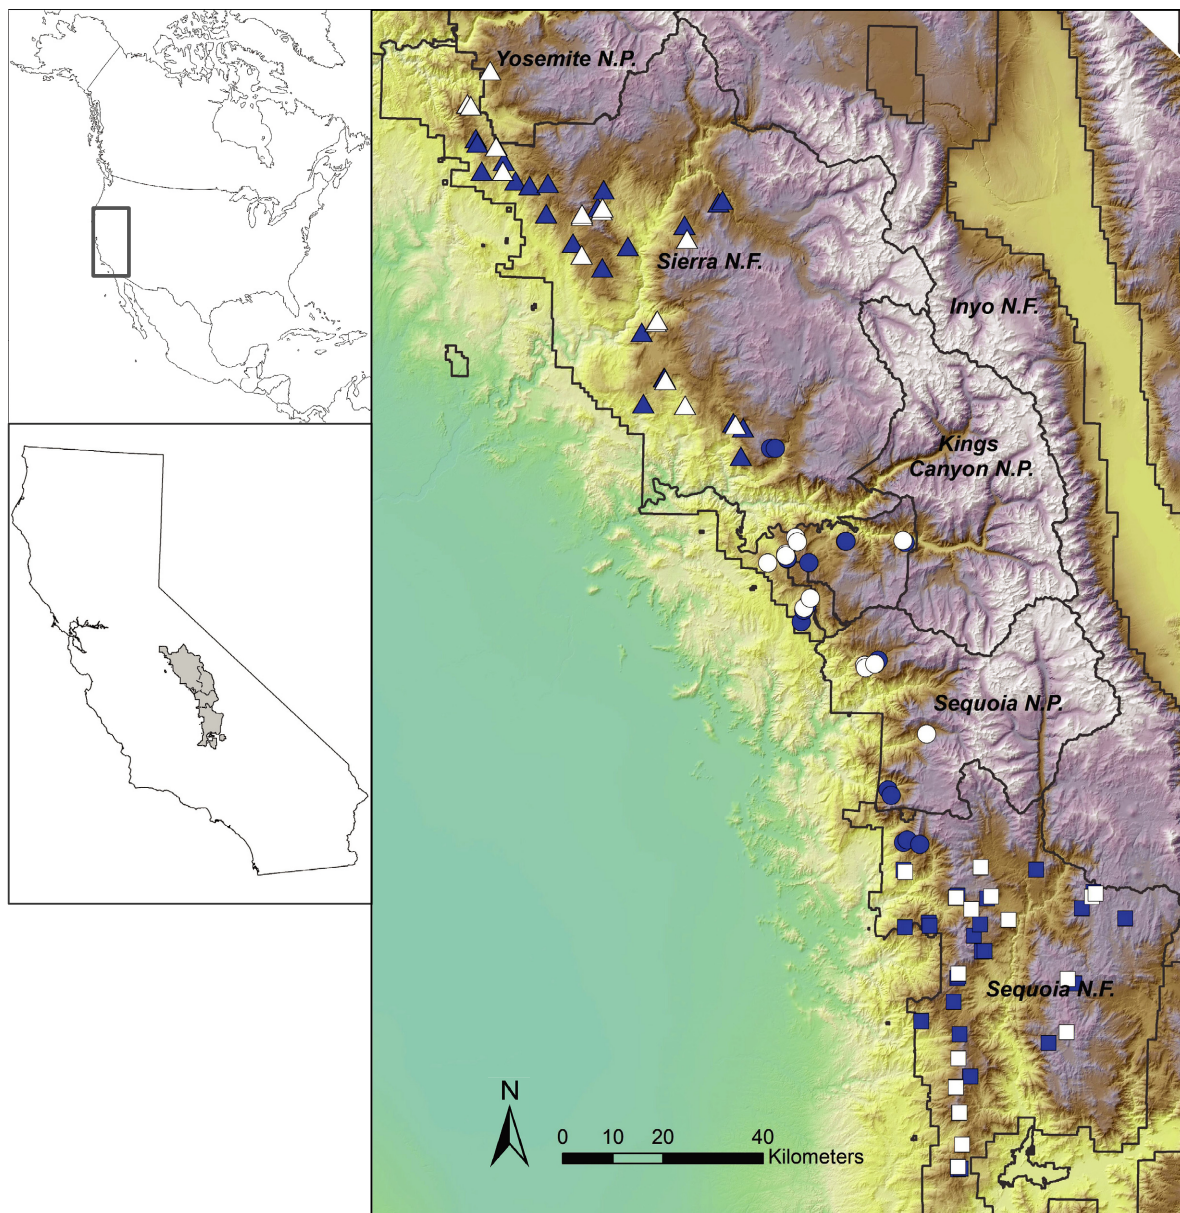 Yosemite N.P.
Sierra N.F.
Inyo N.F.
Kings
Canyon N.P.
Sequoia N.P.
Sequoia N.F.
N
0 10 20 40
Kilometers